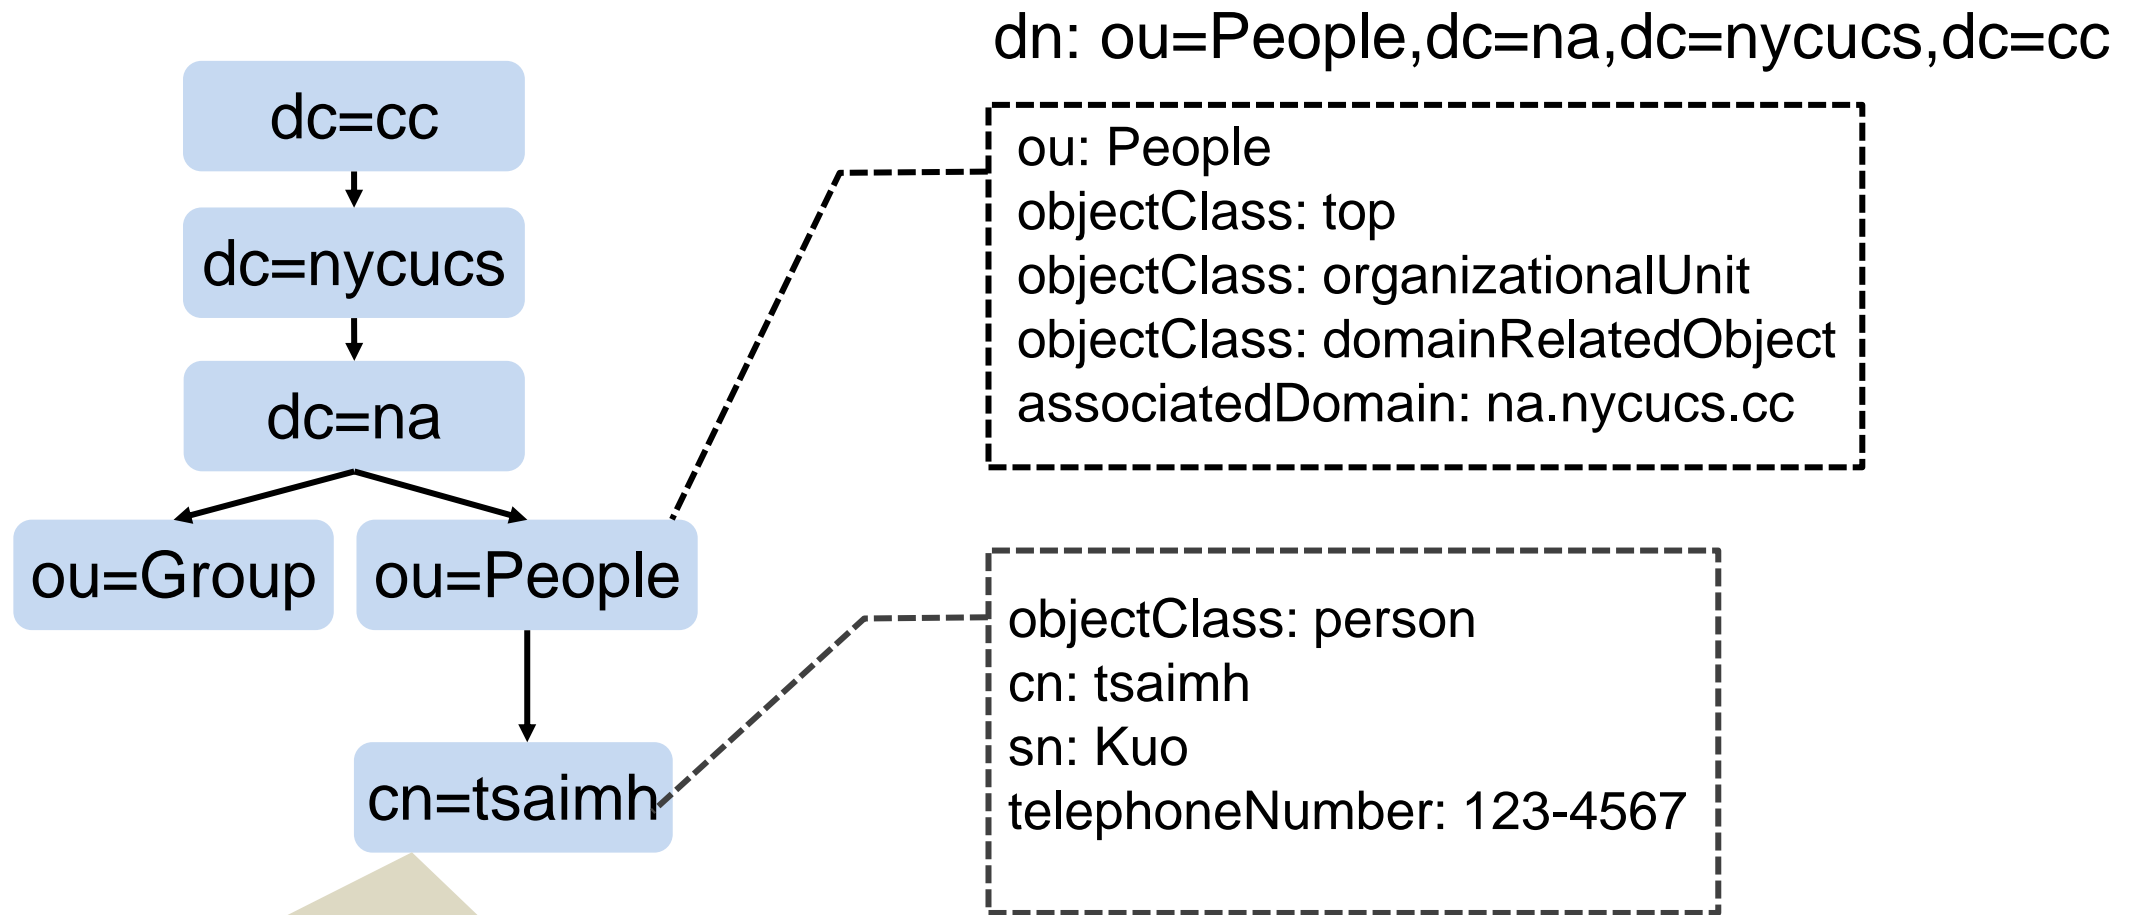 dn: ou=People,dc=na,dc=nycucs,dc=cc
dc=cc
dc=nycucs
dc=na
ou=Group
ou=People
cn=tsaimh
ou: People
objectClass: top
objectClass: organizationalUnit
objectClass: domainRelatedObject
associatedDomain: na.nycucs.cc
objectClass: person
cn: tsaimh
sn: Kuo
telephoneNumber: 123-4567